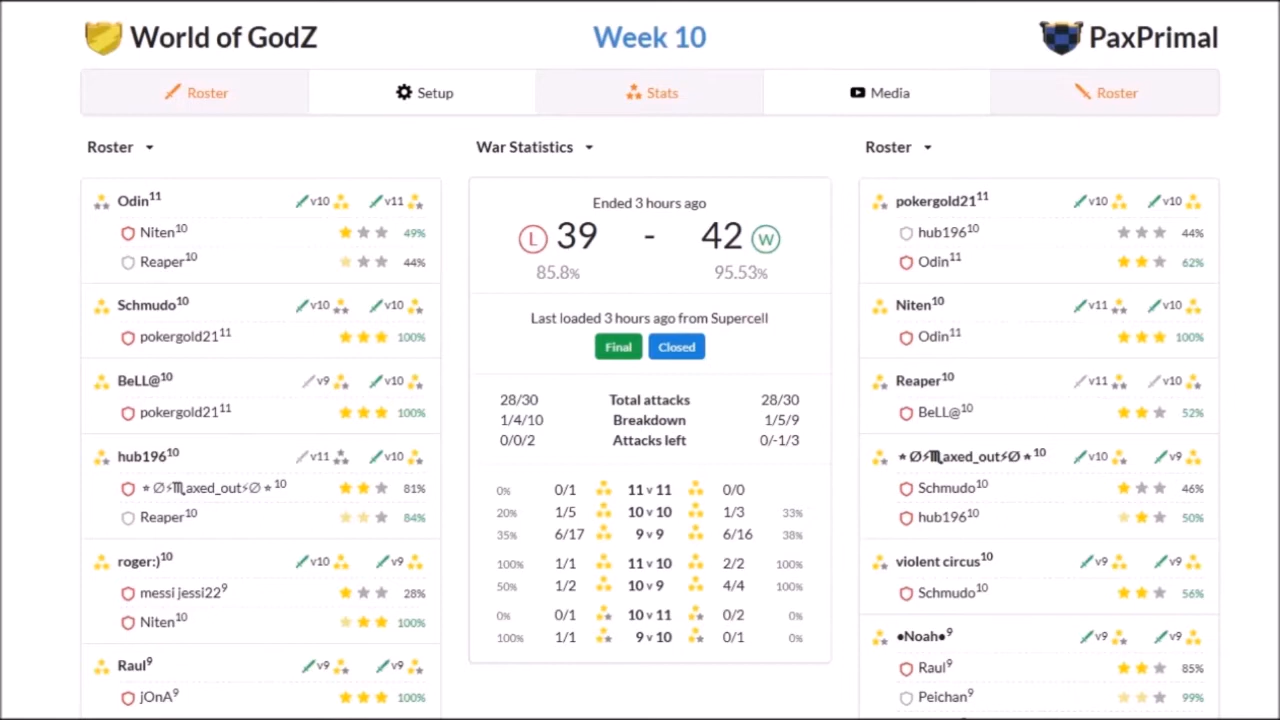 World of GodZ Week 10 PaxPrimal
Roster Setup Stats Media Roster
Roster
Odin11 v10 v11
Niten10 49%
Reaper10 44%
Schmudo10 v10 v10
pokergold2111 100%
BeLL@10 v9 v10
pokergold2111 100%
hub19610 v11 v10
⋆Ø⚡♏axed_out⚡Ø⋆10 81%
Reaper10 84%
roger:)10 v10 v9
messi jessi229 28%
Niten10 100%
Raul9 v9 v9
jOnA9 100%
War Statistics
Ended 3 hours ago
L 39 - 42 W
85.8% 95.53%
Last loaded 3 hours ago from Supercell
Final Closed
28/30 Total attacks 28/30
1/4/10 Breakdown 1/5/9
0/0/2 Attacks left 0/-1/3
0% 0/1 11 v 11 0/0
20% 1/5 10 v 10 1/3 33%
35% 6/17 9 v 9 6/16 38%
100% 1/1 11 v 10 2/2 100%
50% 1/2 10 v 9 4/4 100%
0% 0/1 10 v 11 0/2 0%
100% 1/1 9 v 10 0/1 0%
Roster
pokergold2111 v10 v10
hub19610 44%
Odin11 62%
Niten10 v11 v10
Odin11 100%
Reaper10 v11 v10
BeLL@10 52%
⋆Ø⚡♏axed_out⚡Ø⋆10 v10 v9
Schmudo10 46%
hub19610 50%
violent circus10 v9 v9
Schmudo10 56%
●Noah●9 v9 v9
Raul9 85%
Peichan9 99%